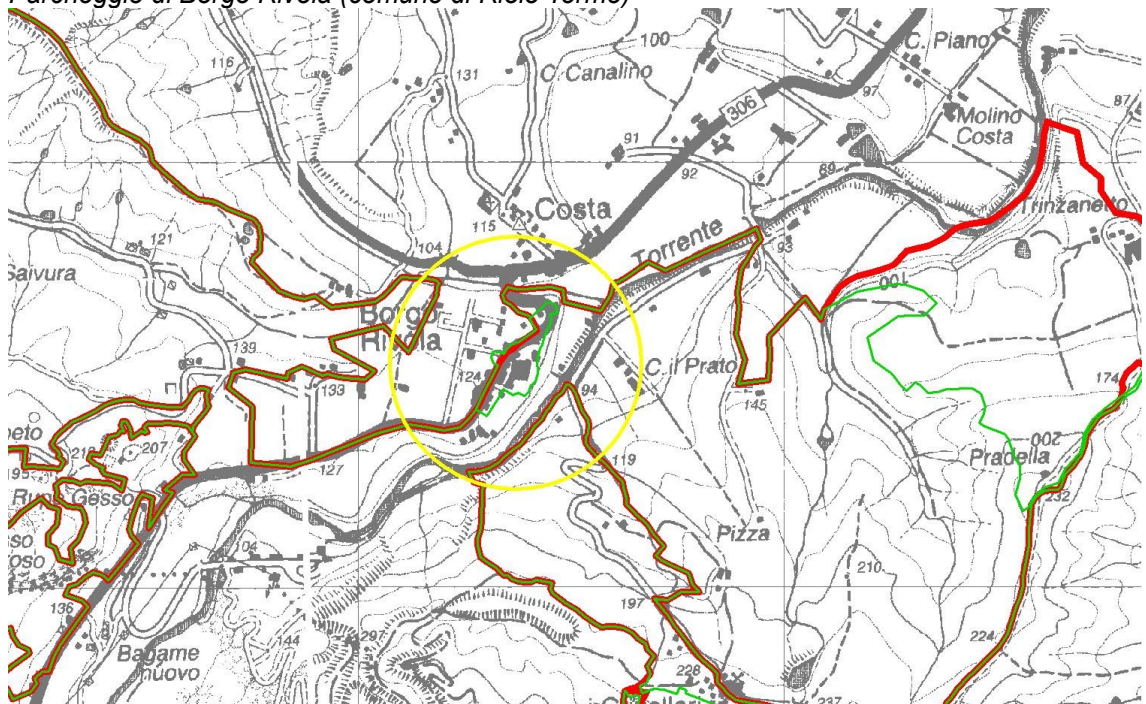 Parcheggio di Borgo Rivola (comune di Riolo Terme)
116
131
100
C. Canalino
C. Piano
97
306
Molino
Costa
87
91
92
89
115
Costa
121
104
Torrente
93
Trinzanetto
100
Borgo
Rivola
139
133
124
C. il Prato
94
145
174
207
127
119
200
Pradella
232
95
Gesso
Pizza
104
210
136
197
144
297
224
Bagame
nuovo
228
237